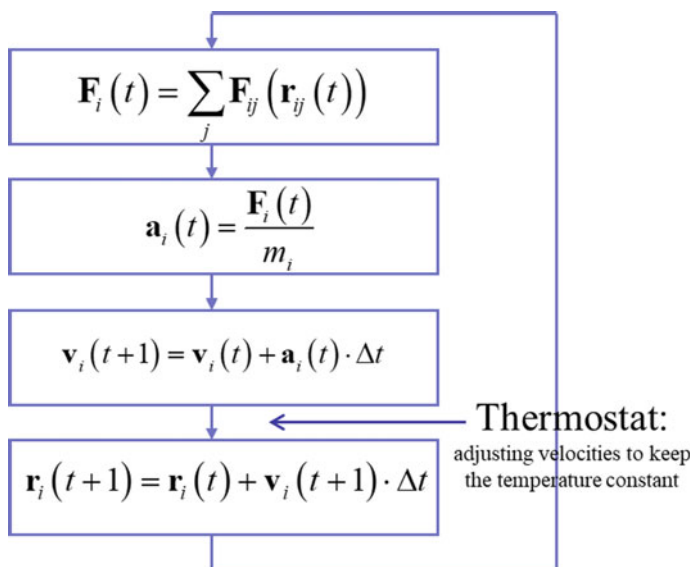 𝐅ᵢ(t) = ∑ⱼ 𝐅ᵢⱼ(𝐫ᵢⱼ(t))
𝐚ᵢ(t) = 𝐅ᵢ(t) / mᵢ
𝐯ᵢ(t+1) = 𝐯ᵢ(t) + 𝐚ᵢ(t) · Δt
Thermostat:
adjusting velocities to keep
the temperature constant
𝐫ᵢ(t+1) = 𝐫ᵢ(t) + 𝐯ᵢ(t+1) · Δt